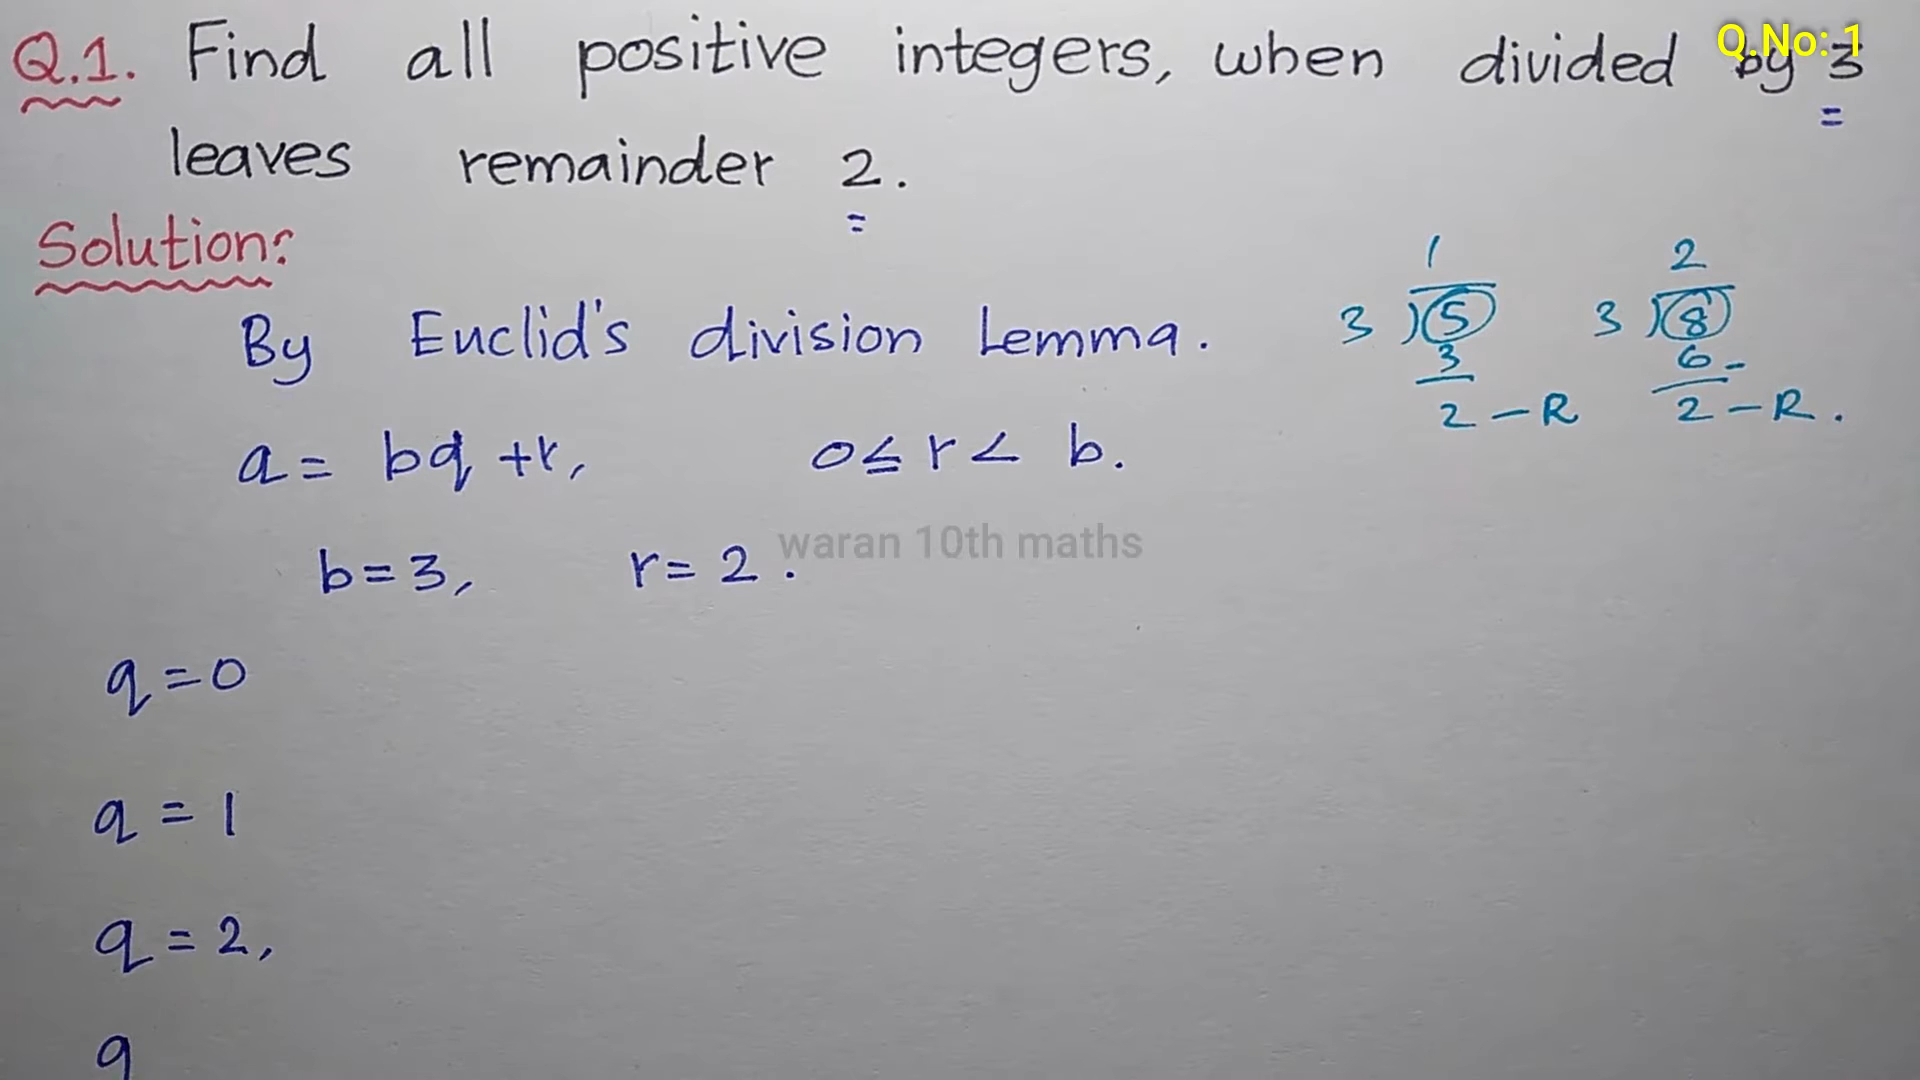 Q.No: 1
Q.1. Find all positive integers, when divided by 3
leaves remainder 2.
Solution:
By Euclid's division Lemma.
a = bq +r, 0≤ r < b.
b=3, r= 2.
waran 10th maths
q=0
q = 1
q = 2,
q
1
3 )5
3
2 - R
2
3 )8
6-
2 - R.